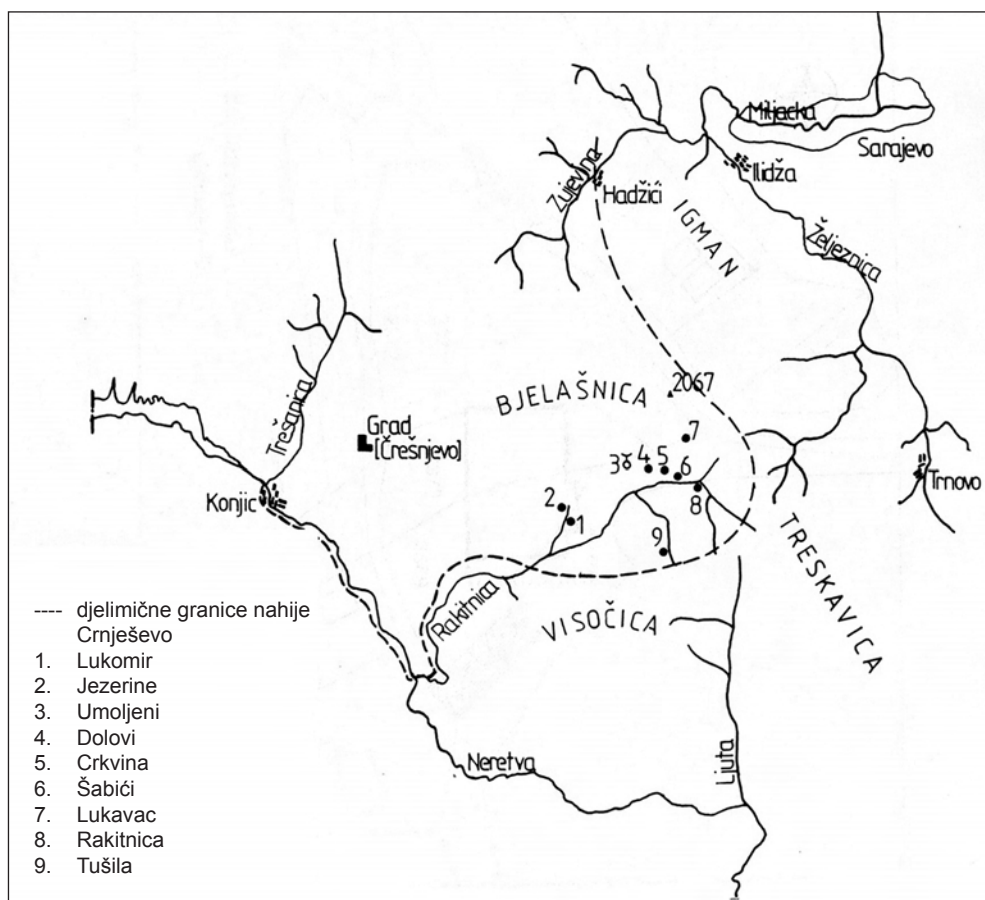 Miljacka
Sarajevo
Ilidža
Zujevina
Hadžići
IGMAN
Željeznica
Trešanica
BJELAŠNICA
2067
Grad
[Črešnjevo]
7
3 4 5
6
Konjic
Trnovo
2
1
8
9
TRESKAVICA
Rakitnica
VISOČICA
Neretva
Ljuta
---- djelimične granice nahije
Crnješevo
1. Lukomir
2. Jezerine
3. Umoljeni
4. Dolovi
5. Crkvina
6. Šabići
7. Lukavac
8. Rakitnica
9. Tušila